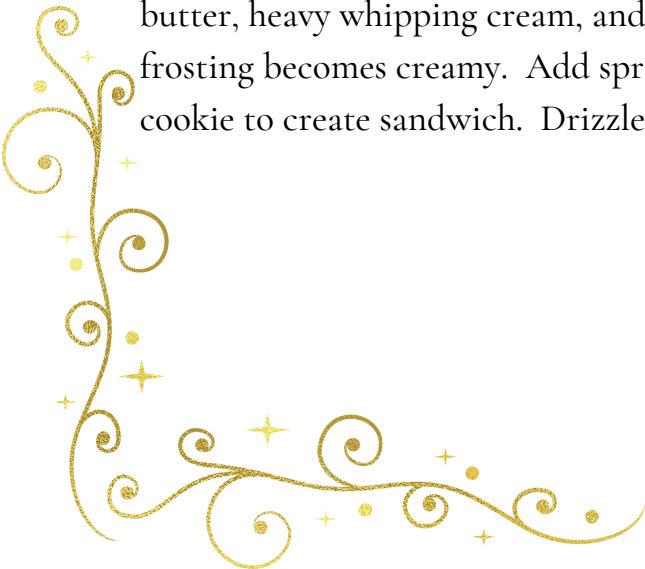 butter, heavy whipping cream, and
frosting becomes creamy. Add spr
cookie to create sandwich. Drizzle